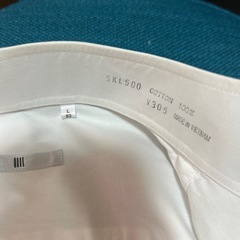 SKL500
COTTON 100%
V305
MADE IN VIETNAM
L